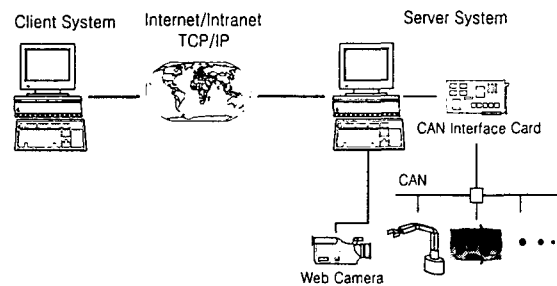 Client System
Internet/Intranet
TCP/IP
Server System
CAN Interface Card
CAN
Web Camera